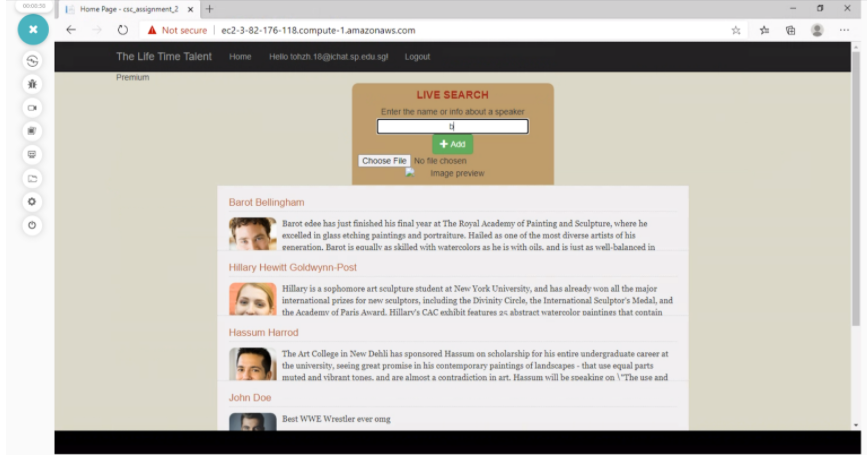 00:00:20
Home Page - csc_assignment_2
Not secure | ec2-3-82-176-118.compute-1.amazonaws.com
The Life Time Talent Home Hello tohzh.18@ichat.sp.edu.sg! Logout
Premium
LIVE SEARCH
Enter the name or info about a speaker
b
+ Add
Choose File No file chosen
Image preview
Barot Bellingham
Barot edee has just finished his final year at The Royal Academy of Painting and Sculpture, where he
excelled in glass etching paintings and portraiture. Hailed as one of the most diverse artists of his
generation, Barot is equally as skilled with watercolors as he is with oils, and is just as well-balanced in
Hillary Hewitt Goldwynn-Post
Hillary is a sophomore art sculpture student at New York University, and has already won all the major
international prizes for new sculptors, including the Divinity Circle, the International Sculptor's Medal, and
the Academy of Paris Award. Hillary's CAC exhibit features 25 abstract watercolor paintings that contain
Hassum Harrod
The Art College in New Dehli has sponsored Hassum on scholarship for his entire undergraduate career at
the university, seeing great promise in his contemporary paintings of landscapes - that use equal parts
muted and vibrant tones, and are almost a contradiction in art. Hassum will be speaking on \"The use and
John Doe
Best WWE Wrestler ever omg